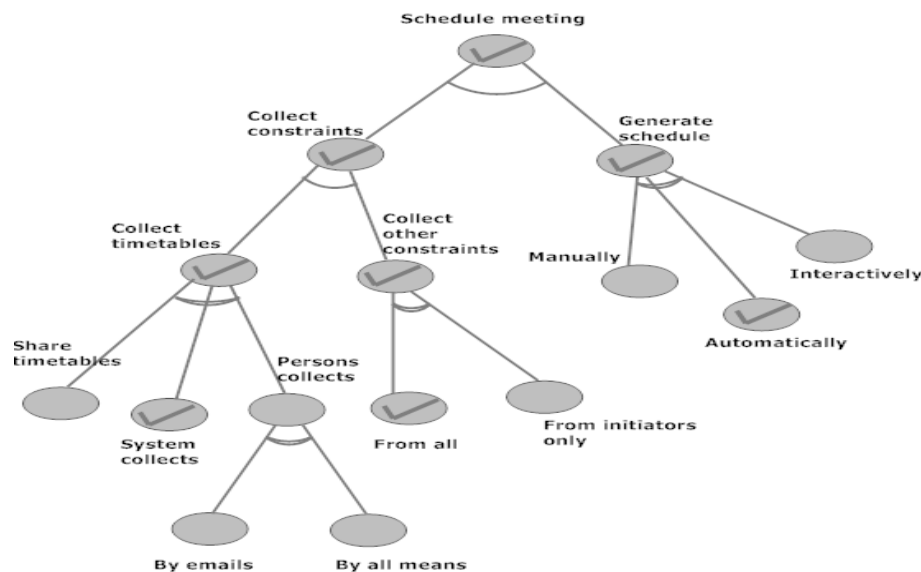 Schedule meeting
Collect
constraints
Generate
schedule
Collect
timetables
Collect
other
constraints
Manually
Interactively
Automatically
Share
timetables
Persons
collects
System
collects
From all
From initiators
only
By emails
By all means